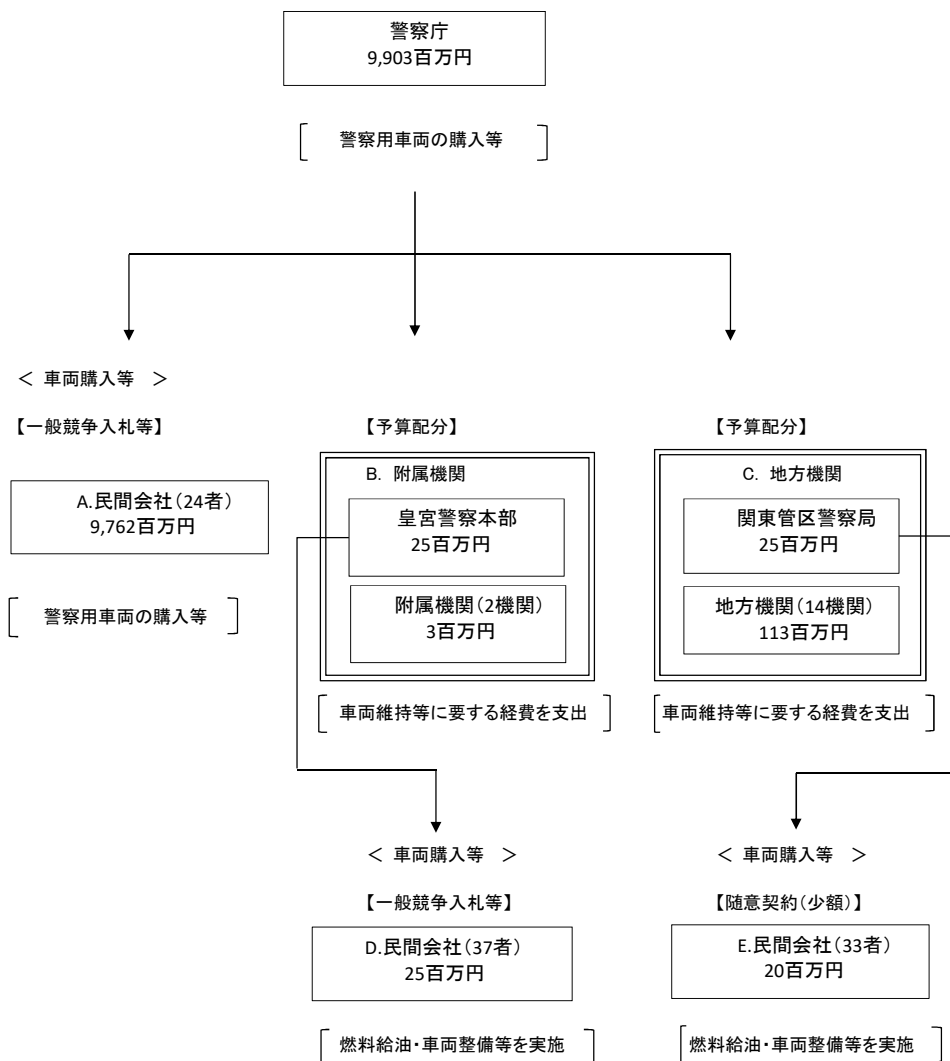 警察庁
9,903百万円
警察用車両の購入等
＜ 車両購入等 ＞
【一般競争入札等】
【予算配分】
【予算配分】
A.民間会社(24者)
9,762百万円
警察用車両の購入等
B. 附属機関
皇宮警察本部
25百万円
附属機関(2機関)
3百万円
車両維持等に要する経費を支出
C. 地方機関
関東管区警察局
25百万円
地方機関(14機関)
113百万円
車両維持等に要する経費を支出
＜ 車両購入等 ＞
【一般競争入札等】
D.民間会社(37者)
25百万円
燃料給油・車両整備等を実施
＜ 車両購入等 ＞
【随意契約(少額)】
E.民間会社(33者)
20百万円
燃料給油・車両整備等を実施